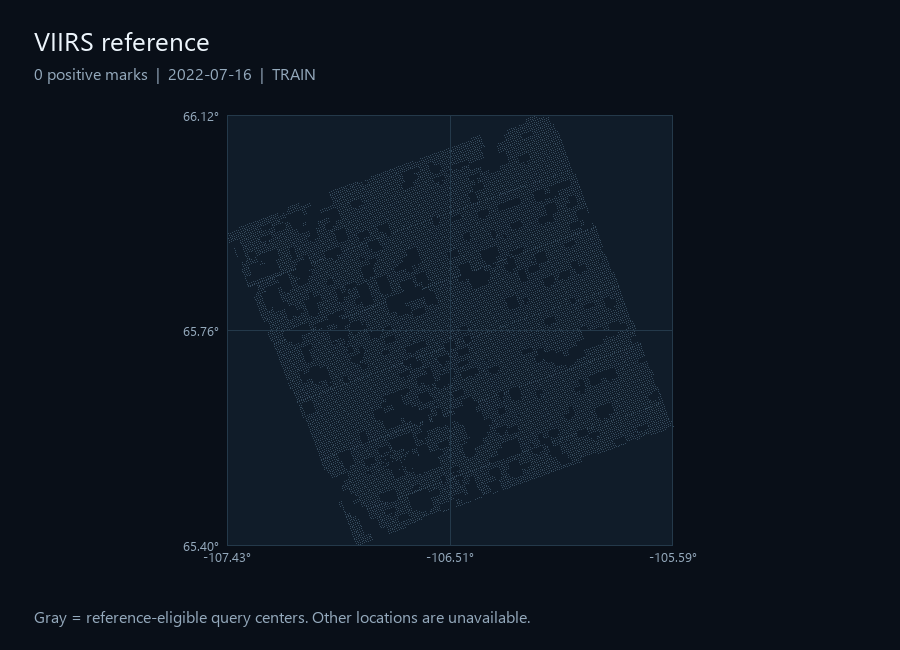 VIIRS reference
0 positive marks | 2022-07-16 | TRAIN
66.12°
65.76°
65.40°
-107.43°
-106.51°
-105.59°
Gray = reference-eligible query centers. Other locations are unavailable.